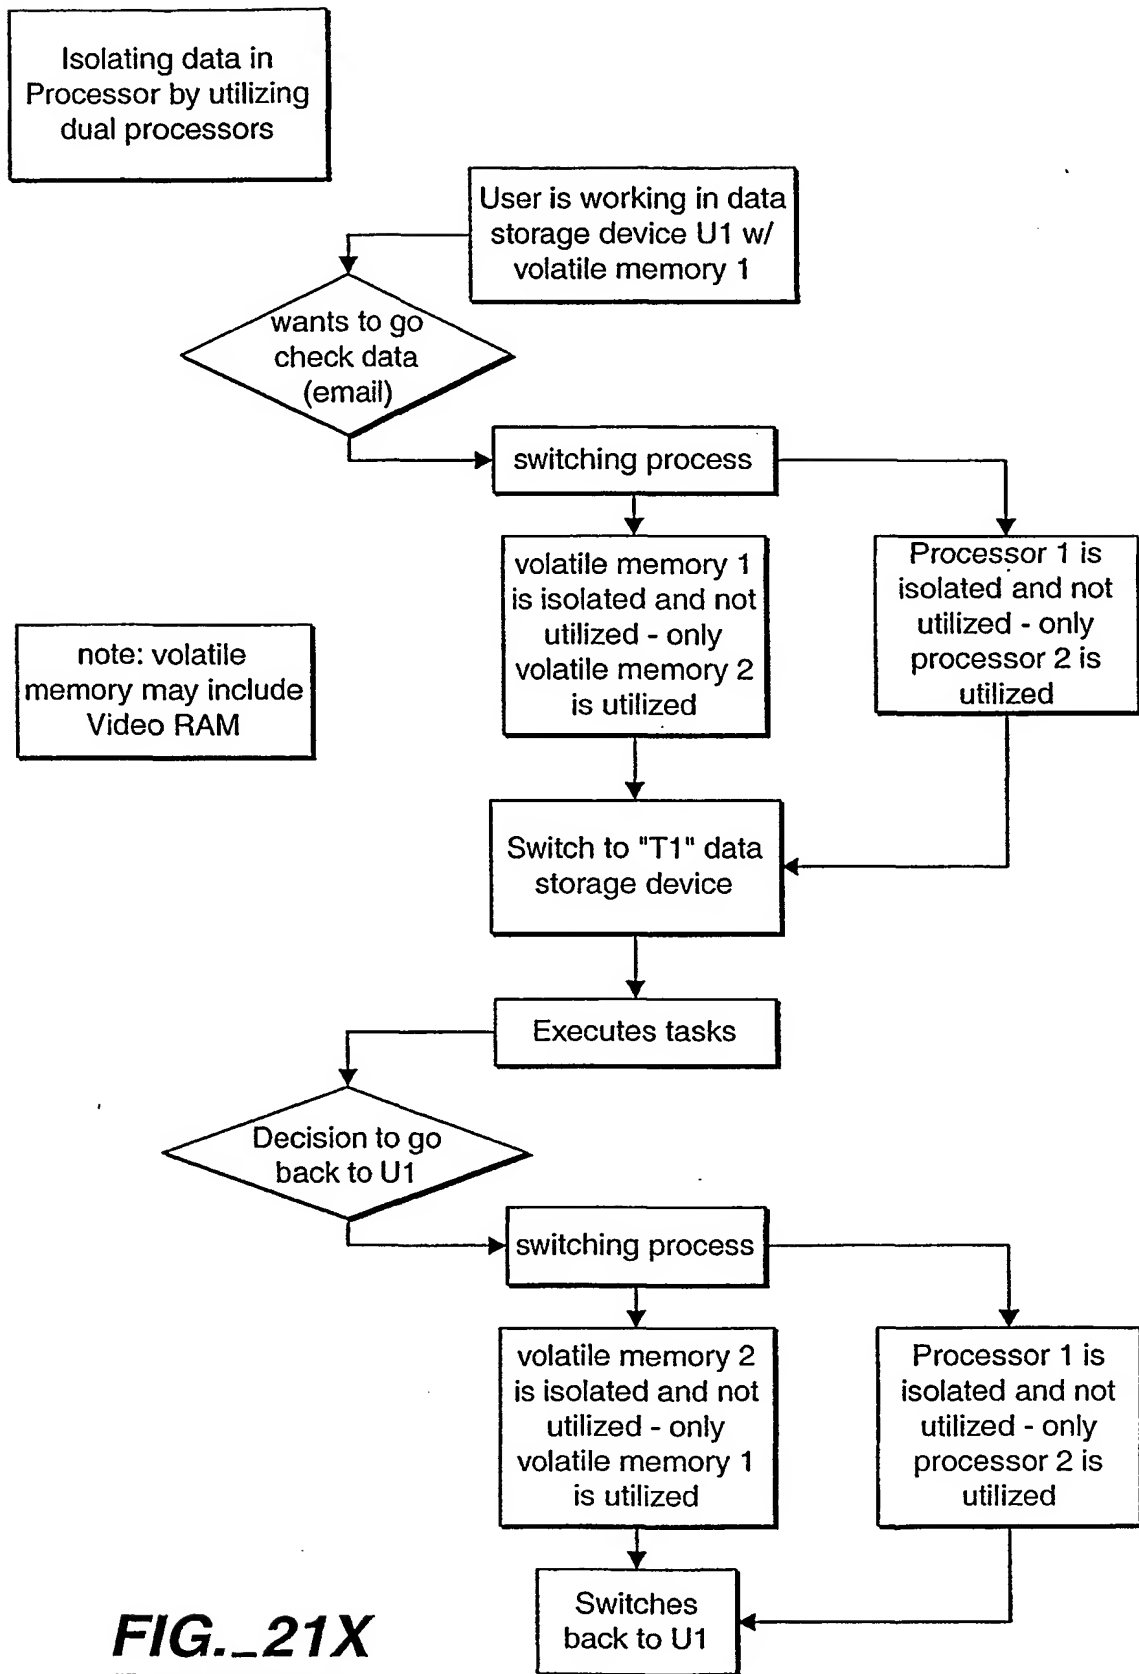 Isolating data in
Processor by utilizing
dual processors
User is working in data
storage device U1 w/
volatile memory 1
wants to go
check data
(email)
switching process
volatile memory 1
is isolated and not
utilized - only
volatile memory 2
is utilized
Processor 1 is
isolated and not
utilized - only
processor 2 is
utilized
note: volatile
memory may include
Video RAM
Switch to "T1" data
storage device
Executes tasks
Decision to go
back to U1
switching process
volatile memory 2
is isolated and not
utilized - only
volatile memory 1
is utilized
Processor 1 is
isolated and not
utilized - only
processor 2 is
utilized
Switches
back to U1
FIG._21X